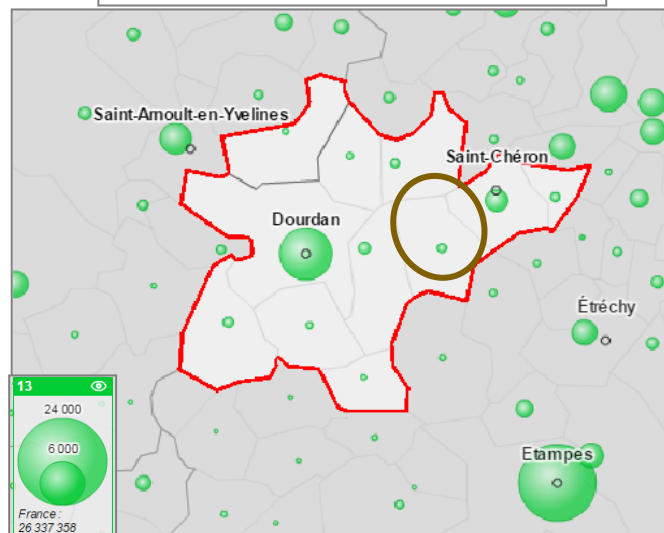 Saint-Arnoult-en-Yvelines
Saint-Chéron
Dourdan
Étréchy
Etampes
13
24 000
6 000
France :
26 337 358